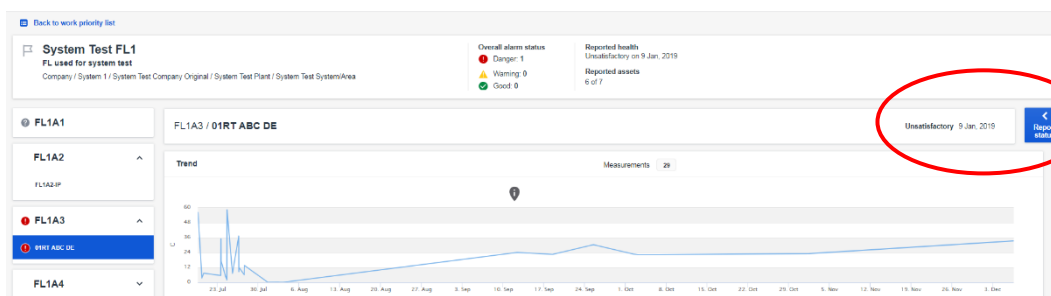 Back to work priority list
System Test FL1
FL used for system test
Company / System 1 / System Test Company Original / System Test Plant / System Test System/Area
Overall alarm status
Danger: 1
Warning: 0
Good: 0
Reported health
Unsatisfactory on 9 Jan, 2019
Reported assets
6 of 7
FL1A1
FL1A2
FL1A2-IP
FL1A3
01RT ABC DE
FL1A4
FL1A3 / 01RT ABC DE
Unsatisfactory 9 Jan, 2019
Repo
statu
Trend
Measurements 29
60
48
36
24
12
0
C
23. Jul 30. Jul 6. Aug 13. Aug 20. Aug 27. Aug 3. Sep 10. Sep 17. Sep 24. Sep 1. Oct 8. Oct 15. Oct 22. Oct 29. Oct 5. Nov 12. Nov 19. Nov 26. Nov 3. Dec